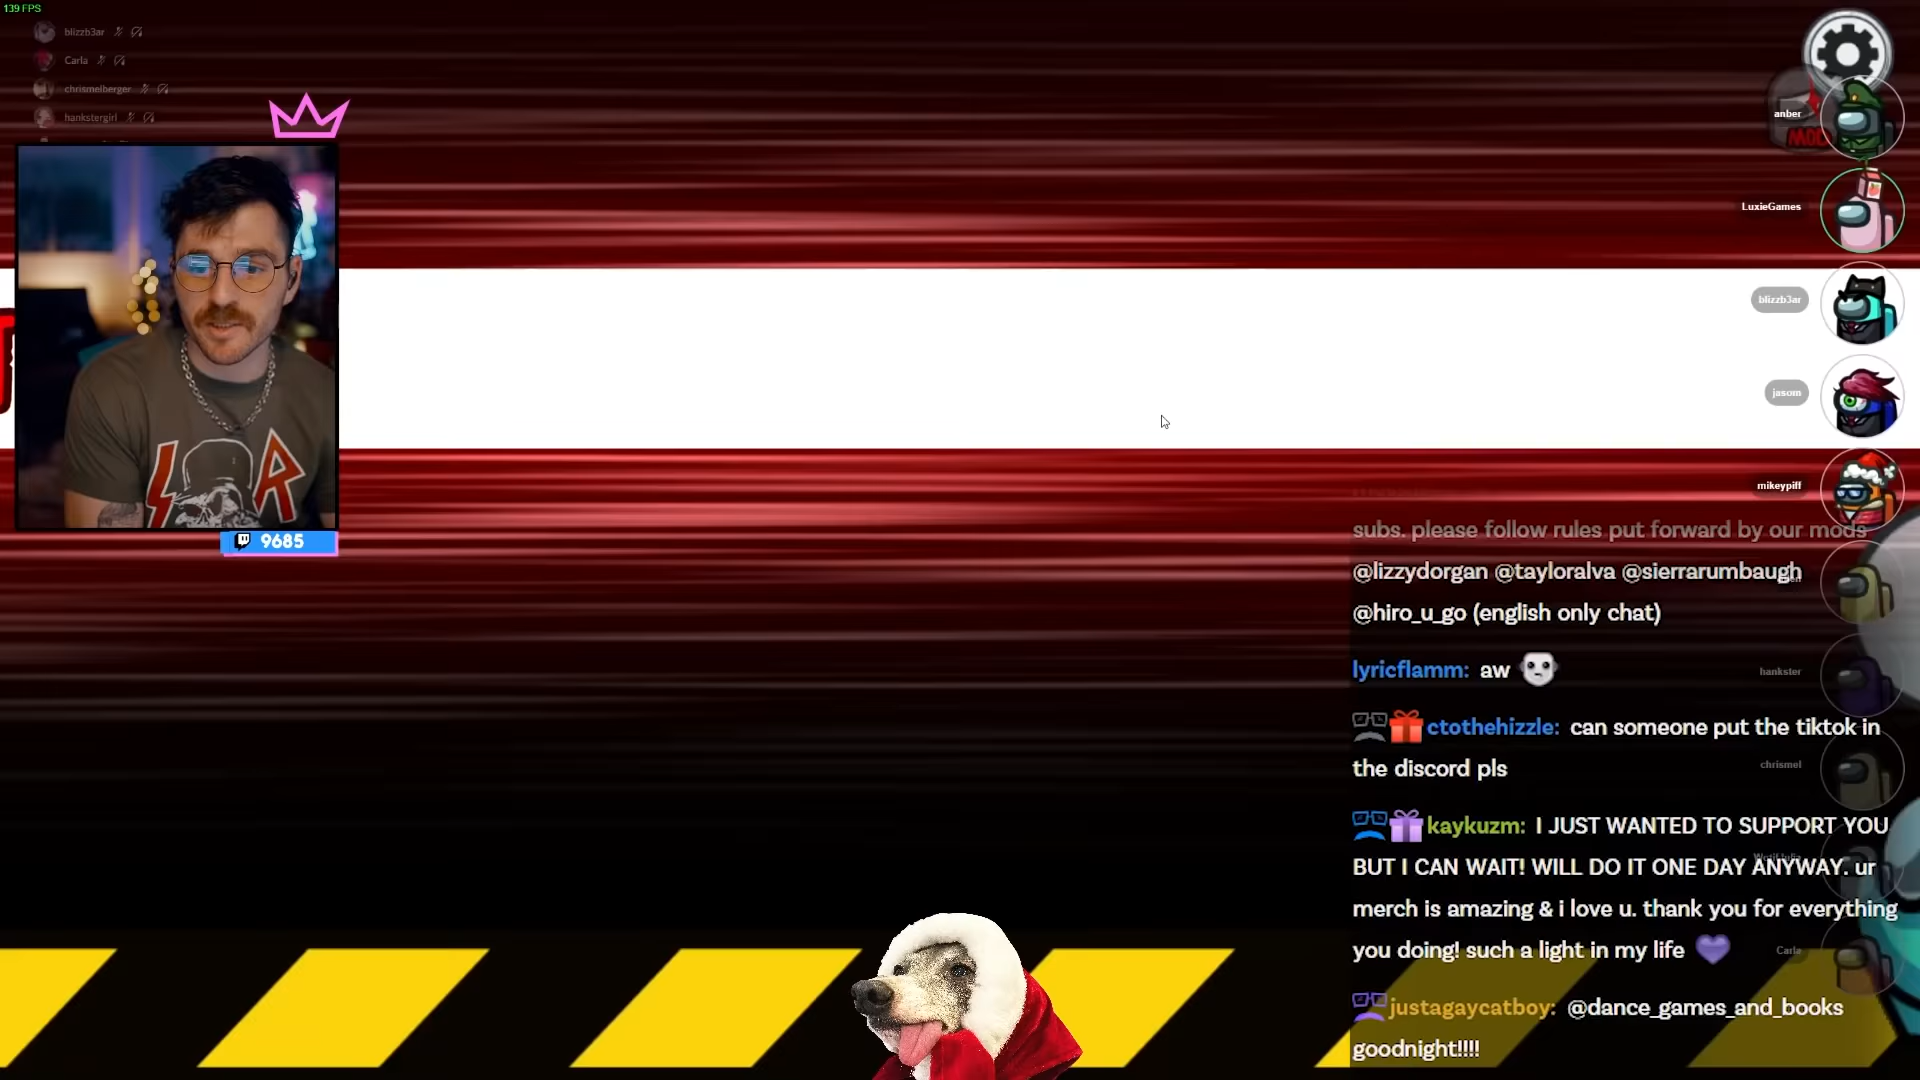 139 FPS
blizzb3ar
Carla
chrismelberger
hankstergirl
anber
MOD
LuxieGames
blizzb3ar
jasom
mikeypiff
9685
subs. please follow rules put forward by our mods
@lizzydorgan @tayloralva @sierrarumbaugh
@hiro_u_go (english only chat)
lyricflamm: aw
hankster
ctothehizzle: can someone put the tiktok in
the discord pls
chrismel
kaykuzm: I JUST WANTED TO SUPPORT YOU
BUT I CAN WAIT! WILL DO IT ONE DAY ANYWAY. ur
merch is amazing & i love u. thank you for everything
you doing! such a light in my life
Carla
justagaycatboy: @dance_games_and_books
goodnight!!!!